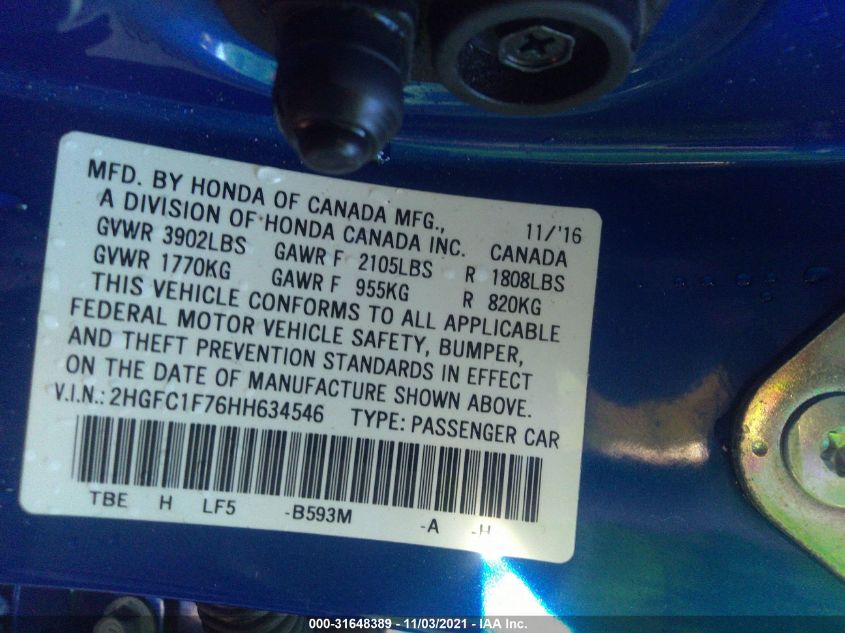 MFD. BY HONDA OF CANADA MFG., 11/'16
A DIVISION OF HONDA CANADA INC. CANADA
GVWR 3902LBS GAWR F 2105LBS R 1808LBS
GVWR 1770KG GAWR F 955KG R 820KG
THIS VEHICLE CONFORMS TO ALL APPLICABLE
FEDERAL MOTOR VEHICLE SAFETY, BUMPER,
AND THEFT PREVENTION STANDARDS IN EFFECT
ON THE DATE OF MANUFACTURE SHOWN ABOVE.
V.I.N.: 2HGFC1F76HH634546 TYPE: PASSENGER CAR
TBE H LF5 -B593M -A -H
000-31648389 - 11/03/2021 - IAA Inc.